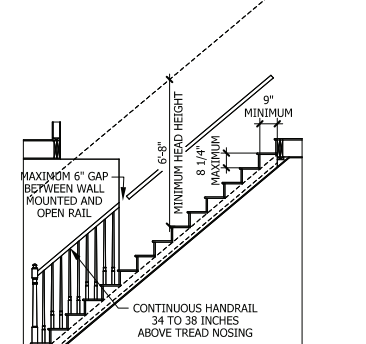 9"
MINIMUM
6'-8"
MINIMUM HEAD HEIGHT
8 1/4"
MAXIMUM
MAXIMUM 6" GAP
BETWEEN WALL
MOUNTED AND
OPEN RAIL
CONTINUOUS HANDRAIL
34 TO 38 INCHES
ABOVE TREAD NOSING